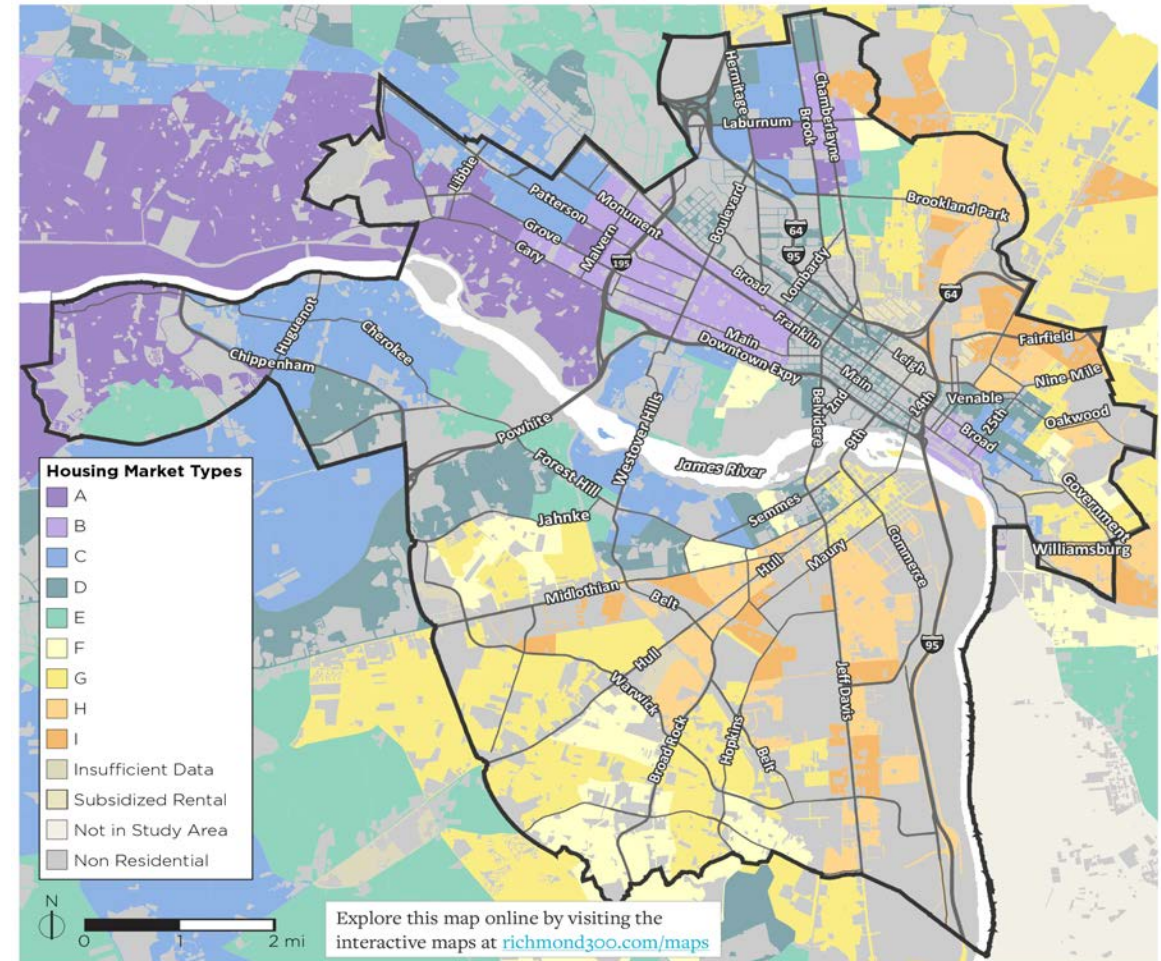 Hermitage
Chamberlayne
Brook
Laburnum
Libbie
Patterson
Monument
Boulevard
Brookland Park
Grove
Malvern
Cary
195
64
95
Broad
Lombardy
64
Huguenot
Cherokee
Chippenham
Franklin
Main
Downtown Expy
Leigh
Fairfield
Nine Mile
Main
Belvidere
2nd
14th
Venable
25th
Oakwood
Broad
9th
Powhite
Westover Hills
James River
Government
Forest Hill
Jahnke
Semmes
Williamsburg
Commerce
Hull
Maury
Midlothian
Belt
95
Hull
Warwick
Jeff Davis
Broad Rock
Hopkins
Belt
Housing Market Types
A
B
C
D
E
F
G
H
I
Insufficient Data
Subsidized Rental
Not in Study Area
Non Residential
N
0 1 2 mi
Explore this map online by visiting the
interactive maps at richmond300.com/maps